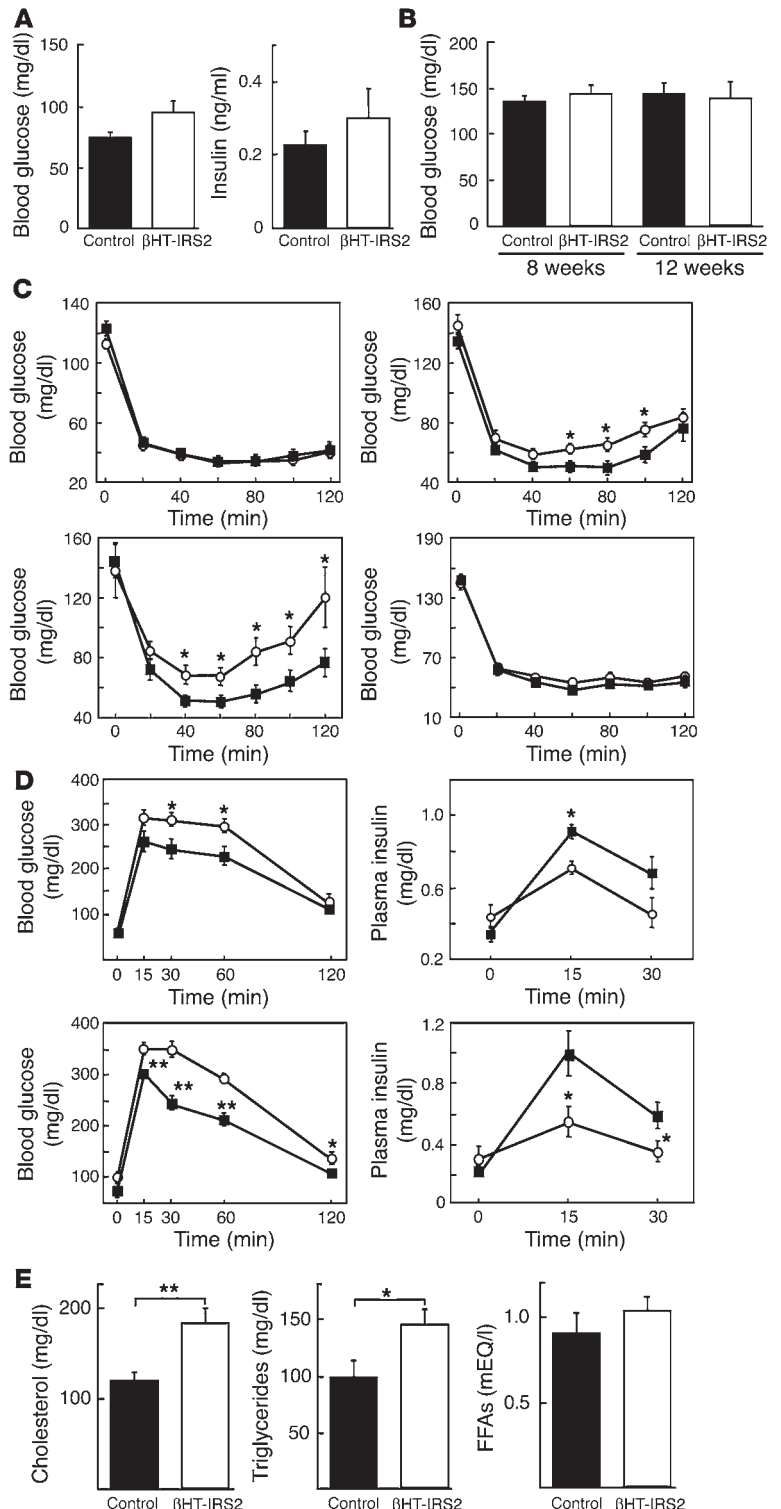 A
Blood glucose (mg/dl)
150
100
50
0
Control βHT-IRS2
Insulin (ng/ml)
0.4
0.2
0
Control βHT-IRS2
B
Blood glucose (mg/dl)
200
150
100
50
0
Control βHT-IRS2 Control βHT-IRS2
8 weeks 12 weeks
C
Blood glucose
(mg/dl)
140
100
60
20
0 40 80 120
Time (min)
Blood glucose
(mg/dl)
160
120
80
40
* * *
0 20 40 60 80 100 120
Time (min)
Blood glucose
(mg/dl)
160
120
80
40
* * * * *
0 40 80 120
Time (min)
Blood glucose
(mg/dl)
190
130
70
10
0 20 40 60 80 100 120
Time (min)
D
Blood glucose
(mg/dl)
400
300
200
100
* *
0 15 30 60 120
Time (min)
Plasma insulin
(mg/dl)
1.0
0.6
0.2
*
0 15 30
Time (min)
Blood glucose
(mg/dl)
400
300
200
100
** ** ** *
0 15 30 60 120
Time (min)
Plasma insulin
(mg/dl)
1.2
0.8
0.4
0
* *
0 15 30
Time (min)
E
Cholesterol (mg/dl)
200
100
**
Control βHT-IRS2
Triglycerides (mg/dl)
150
100
50
*
Control βHT-IRS2
FFAs (mEQ/l)
1.0
0.5
Control βHT-IRS2